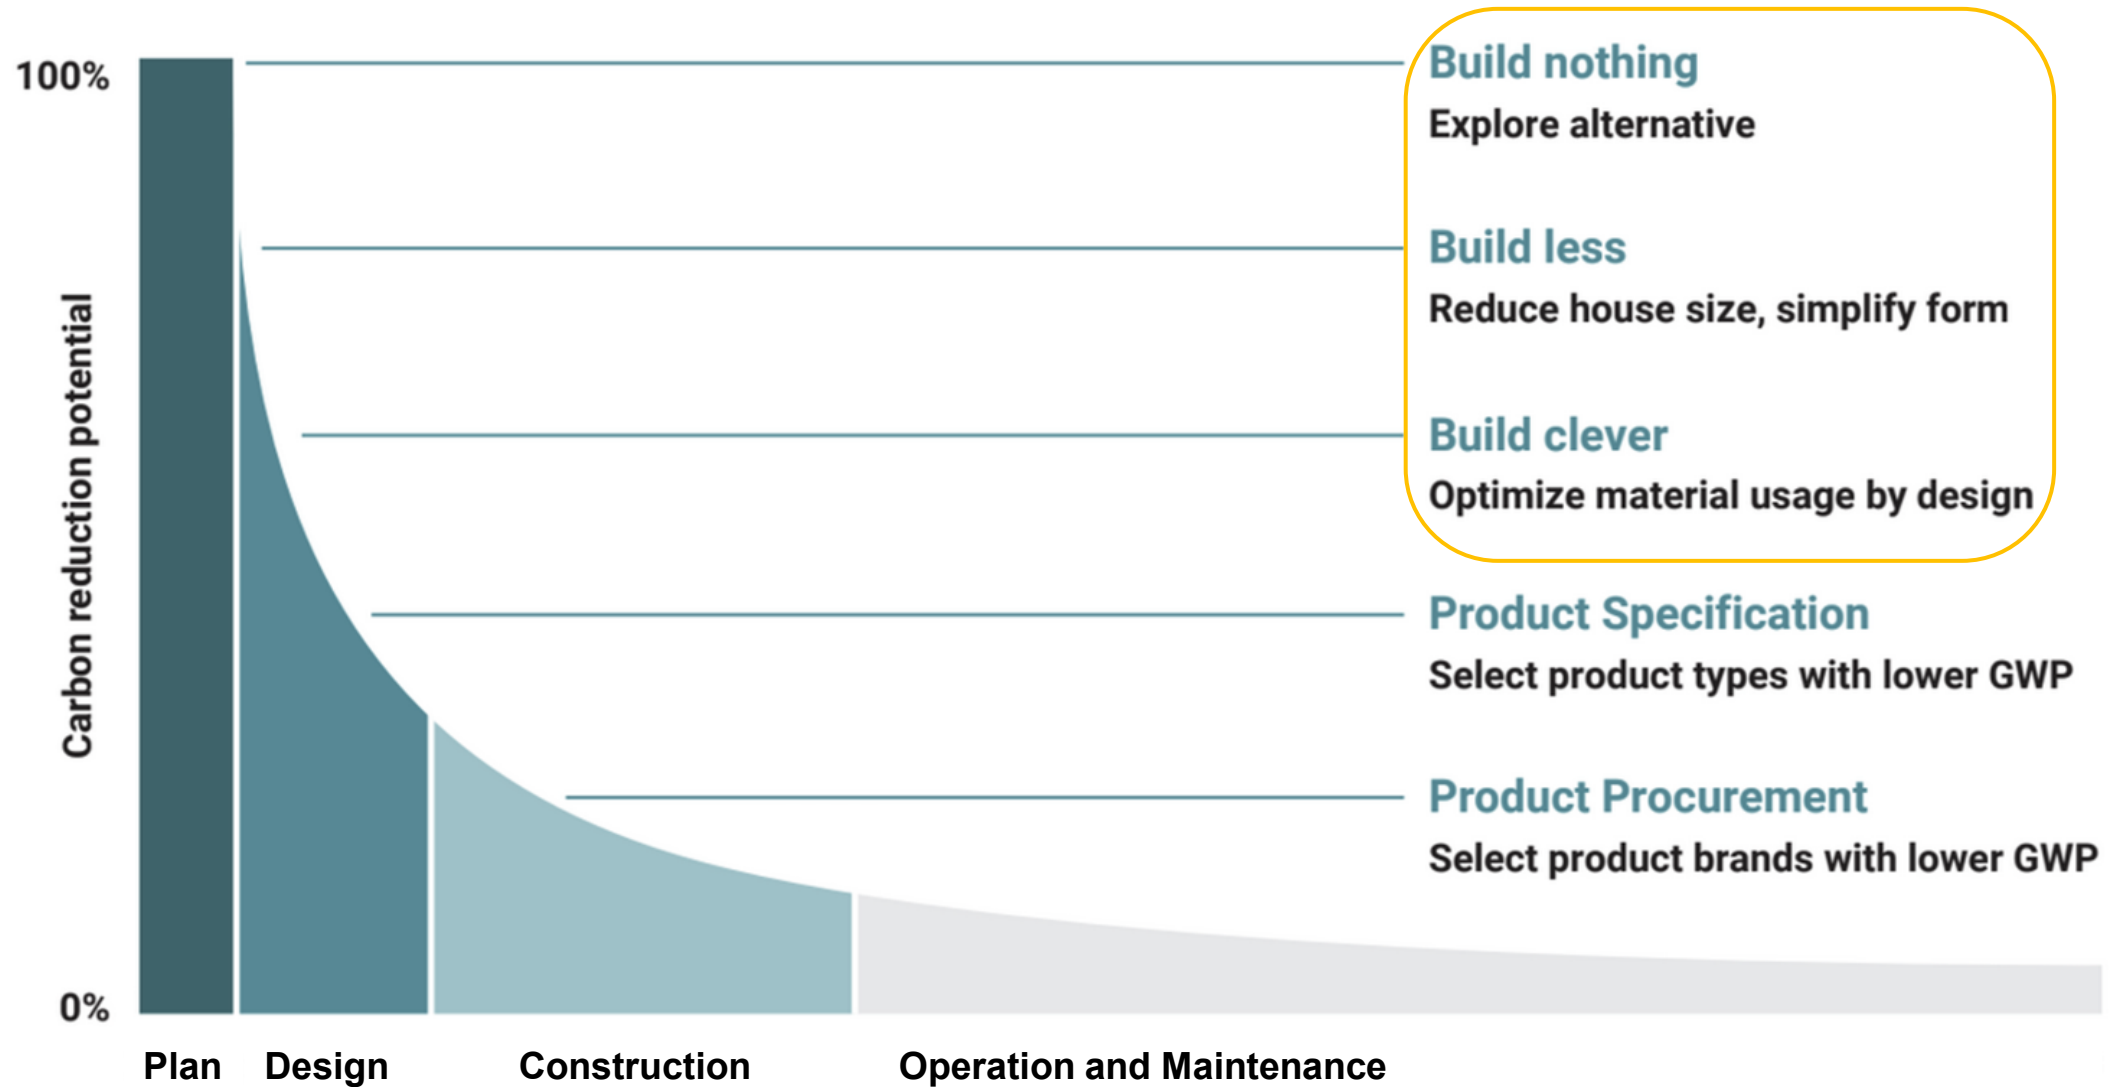 100%
Carbon reduction potential
0%
Build nothing
Explore alternative
Build less
Reduce house size, simplify form
Build clever
Optimize material usage by design
Product Specification
Select product types with lower GWP
Product Procurement
Select product brands with lower GWP
Plan
Design
Construction
Operation and Maintenance